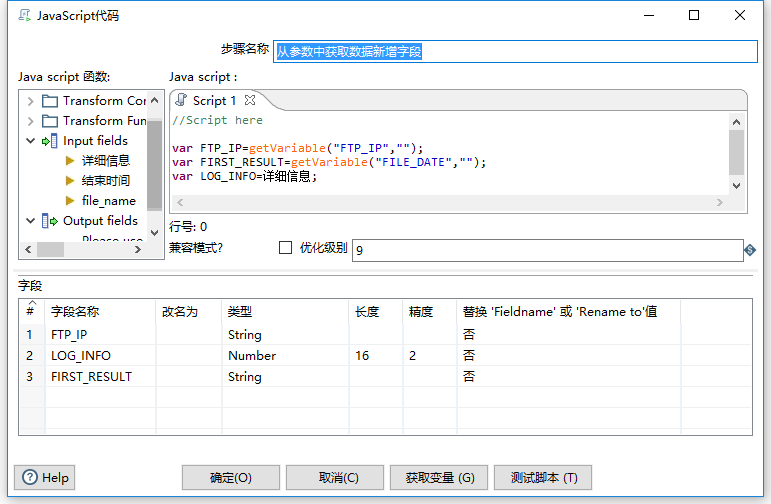 JavaScript代码
步骤名称 从参数中获取数据新增字段
Java script 函数: Java script :
Transform Cor
Transform Fun
Input fields
详细信息
结束时间
file_name
Output fields
Script 1
//Script here
var FTP_IP=getVariable("FTP_IP","");
var FIRST_RESULT=getVariable("FILE_DATE","");
var LOG_INFO=详细信息;
行号: 0
兼容模式? 优化级别 9
字段
# 字段名称 改名为 类型 长度 精度 替换 'Fieldname' 或 'Rename to'值
1 FTP_IP String 否
2 LOG_INFO Number 16 2 否
3 FIRST_RESULT String 否
Help 确定(O) 取消(C) 获取变量 (G) 测试脚本 (T)